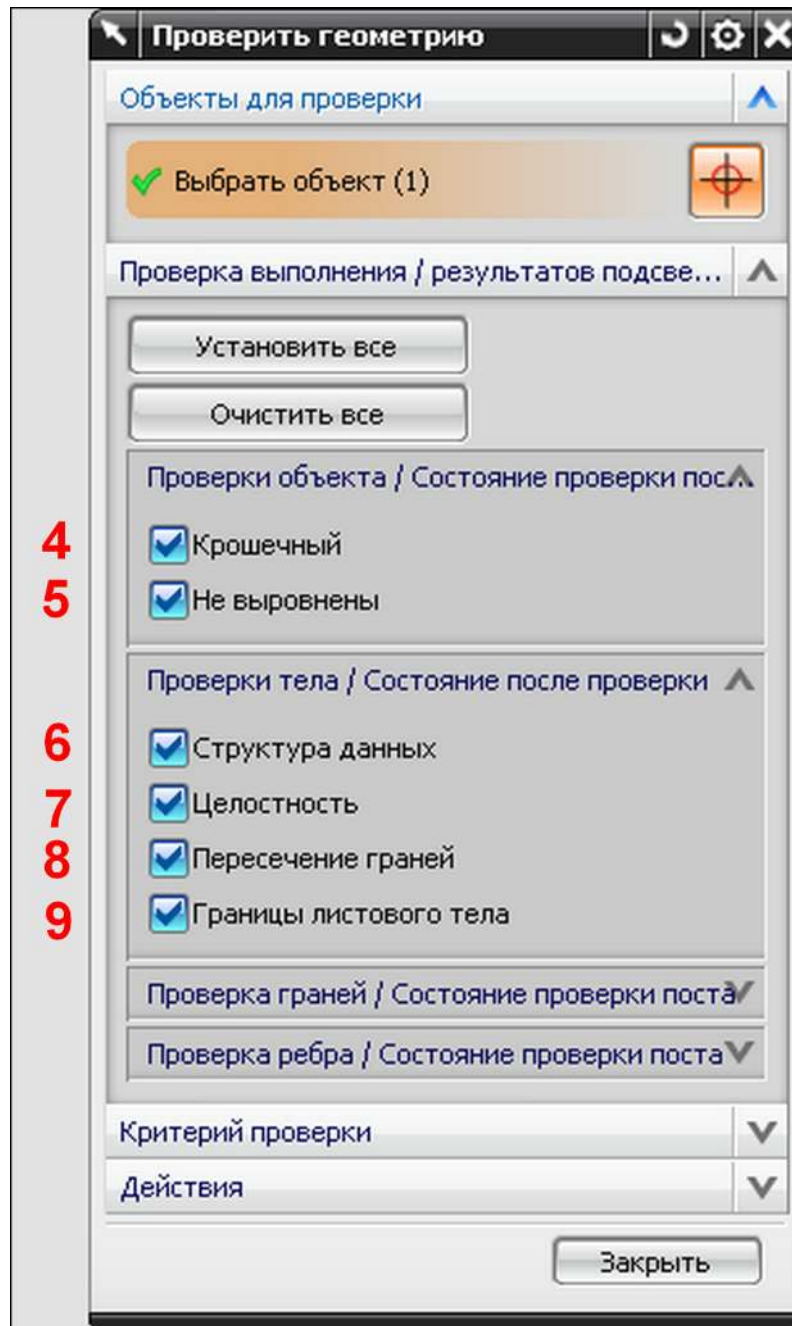 Проверить геометрию
Объекты для проверки
Выбрать объект (1)
Проверка выполнения / результатов подсве...
Установить все
Очистить все
Проверки объекта / Состояние проверки пос...
4 Крошечный
5 Не выровнены
Проверки тела / Состояние после проверки
6 Структура данных
7 Целостность
8 Пересечение граней
9 Границы листового тела
Проверка граней / Состояние проверки поста
Проверка ребра / Состояние проверки поста
Критерий проверки
Действия
Закрыть